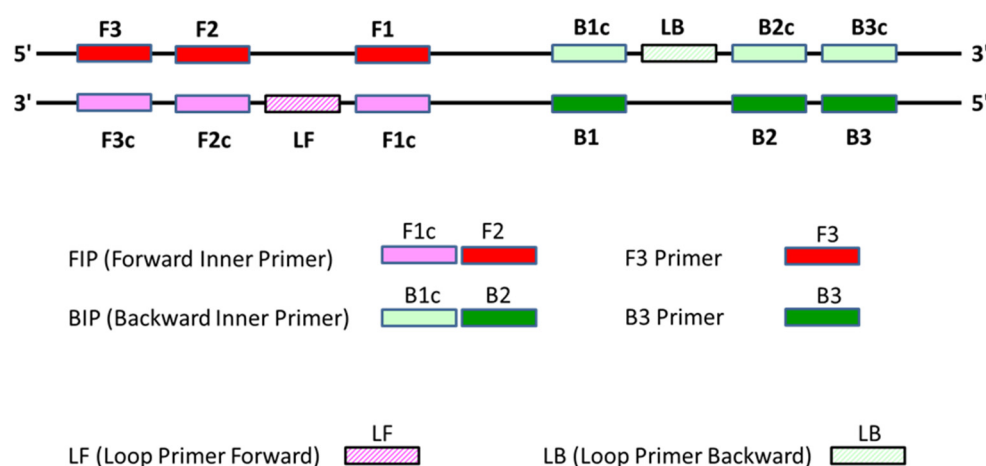 F3 F2 F1 B1c LB B2c B3c
5' 3'
3' 5'
F3c F2c LF F1c B1 B2 B3
F1c F2 F3
FIP (Forward Inner Primer) F3 Primer
B1c B2 B3
BIP (Backward Inner Primer) B3 Primer
LF LB
LF (Loop Primer Forward) LB (Loop Primer Backward)